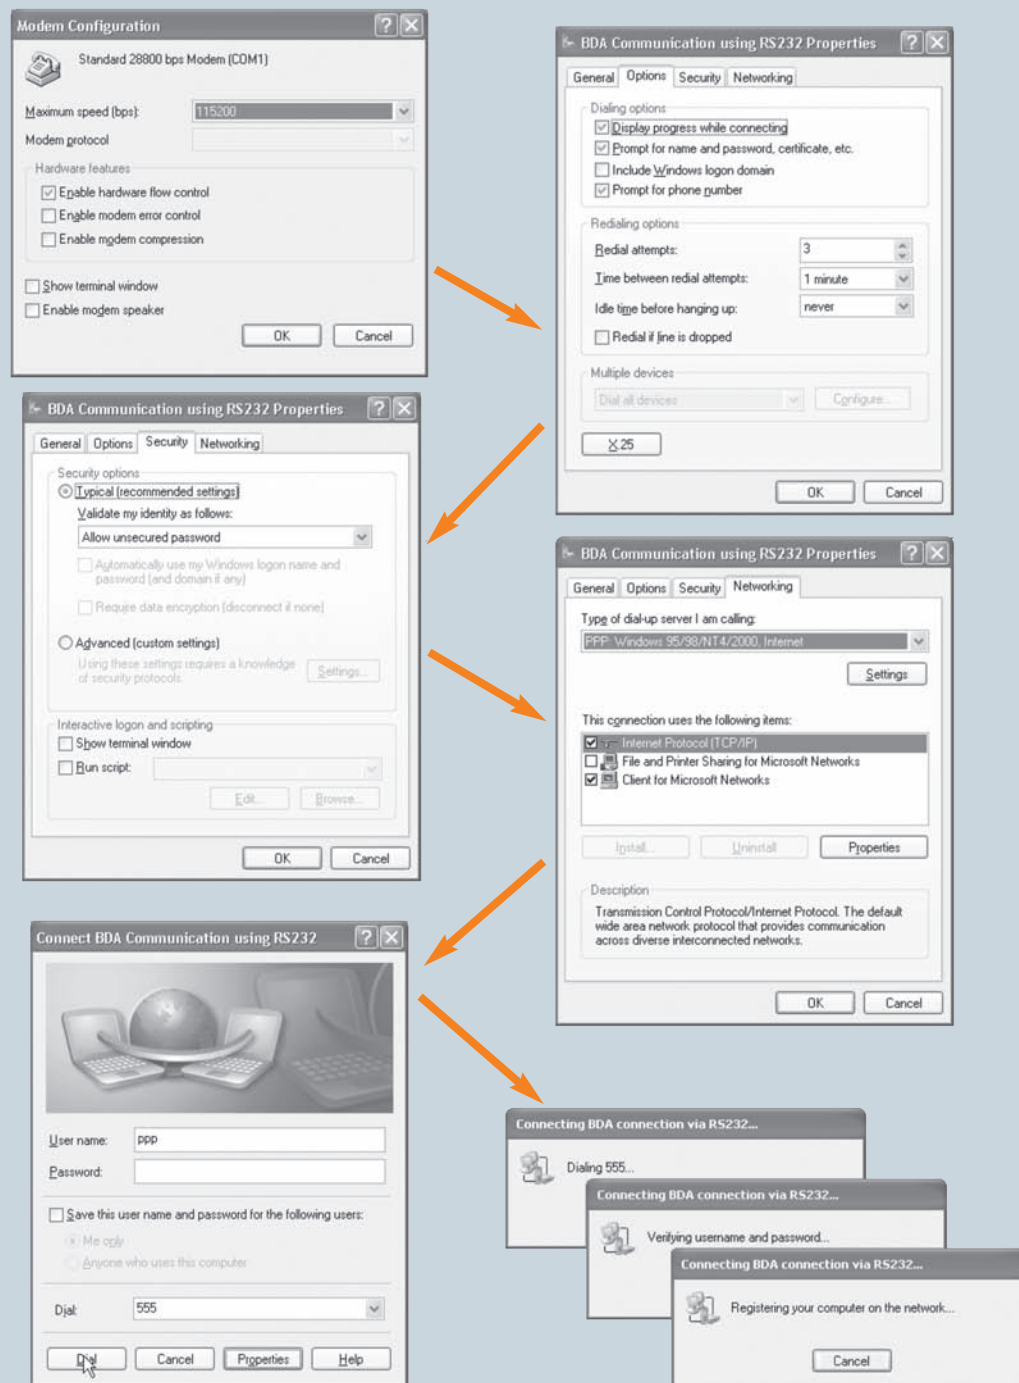 Modem Configuration
Standard 28800 bps Modem (COM1)
Maximum speed (bps):
115200
Modem protocol
Hardware features
Enable hardware flow control
Enable modem error control
Enable modem compression
Show terminal window
Enable modem speaker
OK
Cancel
BDA Communication using RS232 Properties
General Options Security Networking
Dialing options
Display progress while connecting
Prompt for name and password, certificate, etc.
Include Windows logon domain
Prompt for phone number
Redialing options
Redial attempts:
3
Time between redial attempts:
1 minute
Idle time before hanging up:
never
Redial if line is dropped
Multiple devices
Dial all devices
Configure...
X.25
OK
Cancel
BDA Communication using RS232 Properties
General Options Security Networking
Security options
Typical (recommended settings)
Validate my identity as follows:
Allow unsecured password
Automatically use my Windows logon name and
password (and domain if any)
Require data encryption (disconnect if none)
Advanced (custom settings)
Using these settings requires a knowledge
of security protocols.
Settings...
Interactive logon and scripting
Show terminal window
Run script:
Edit...
Browse...
OK
Cancel
BDA Communication using RS232 Properties
General Options Security Networking
Type of dial-up server I am calling:
PPP: Windows 95/98/NT4/2000, Internet
Settings
This connection uses the following items:
Internet Protocol (TCP/IP)
File and Printer Sharing for Microsoft Networks
Client for Microsoft Networks
Install...
Uninstall
Properties
Description
Transmission Control Protocol/Internet Protocol. The default
wide area network protocol that provides communication
across diverse interconnected networks.
OK
Cancel
Connect BDA Communication using RS232
User name:
PPP
Password:
Save this user name and password for the following users:
Me only
Anyone who uses this computer
Dial:
555
Dial
Cancel
Properties
Help
Connecting BDA connection via RS232...
Dialing 555...
Connecting BDA connection via RS232...
Verifying username and password...
Connecting BDA connection via RS232...
Registering your computer on the network...
Cancel